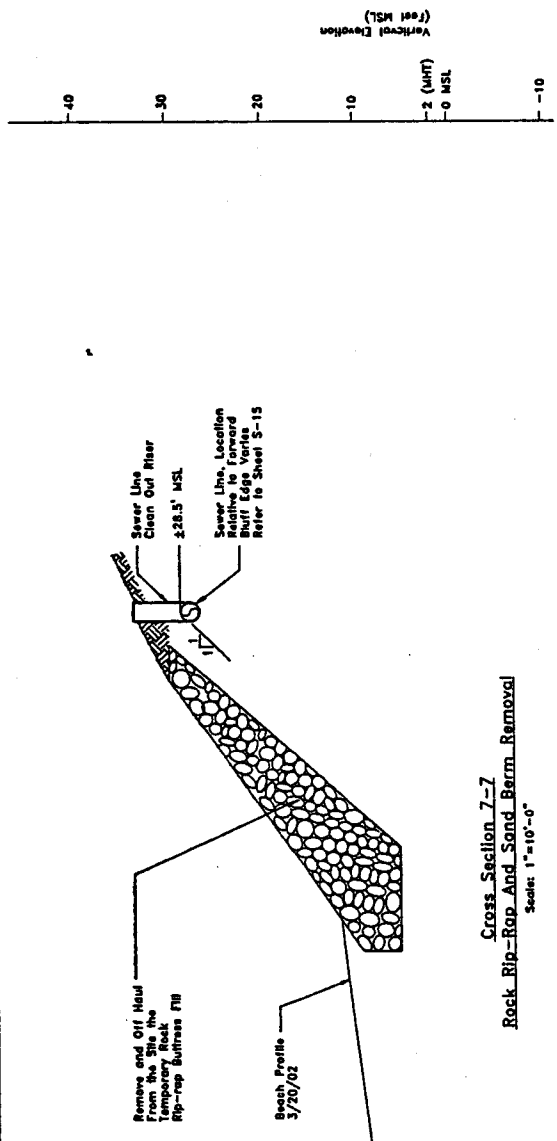 40
30
20
10
2 (MHT)
0 MSL
-10
Verticval Elevation
(Feet MSL)
Sewer Line
Clean Out Riser
±28.5' MSL
Sewer Line, Location
Relative to Forward
Bluff Edge Varies
Refer to Sheet S-15
1
1
Remove and Off Haul
From the Site the
Temporary Rock
Rip-rap Buttress Fill
Beach Profile
3/20/02
Cross Section 7-7
Rock Rip-Rap And Sand Berm Removal
Scale: 1"=10'-0"